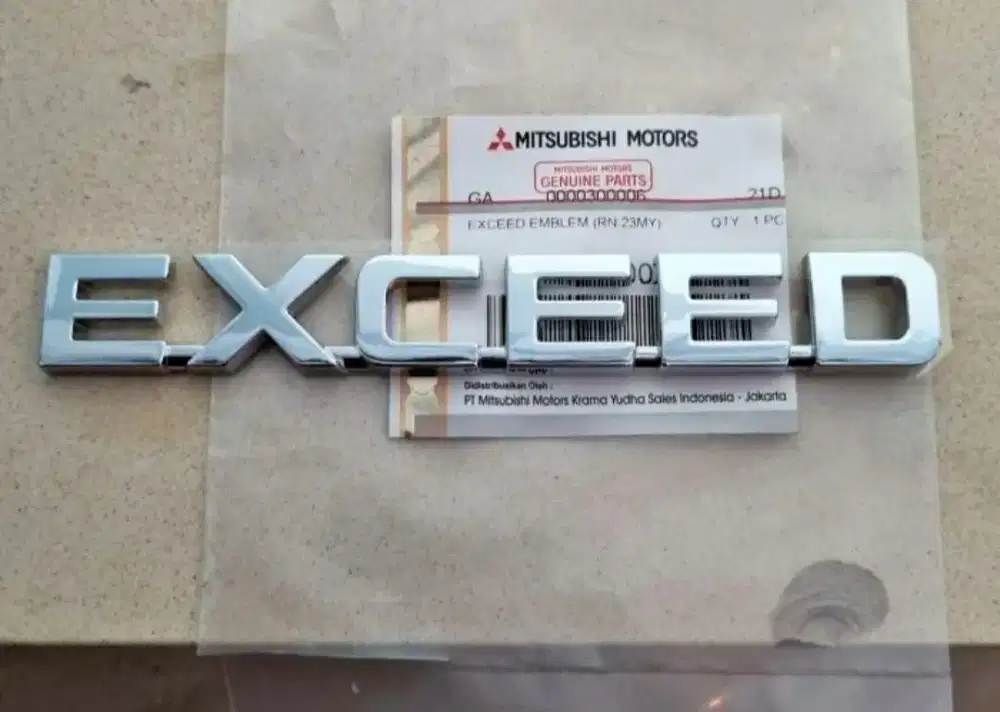 MITSUBISHI MOTORS
MITSUBISHI MOTORS
GENUINE PARTS
GA 0000300006 21D
EXCEED EMBLEM (RN 23MY) QTY 1 PC
EXCEED
Didistribusikan Oleh :
PT Mitsubishi Motors Krama Yudha Sales Indonesia - Jakarta